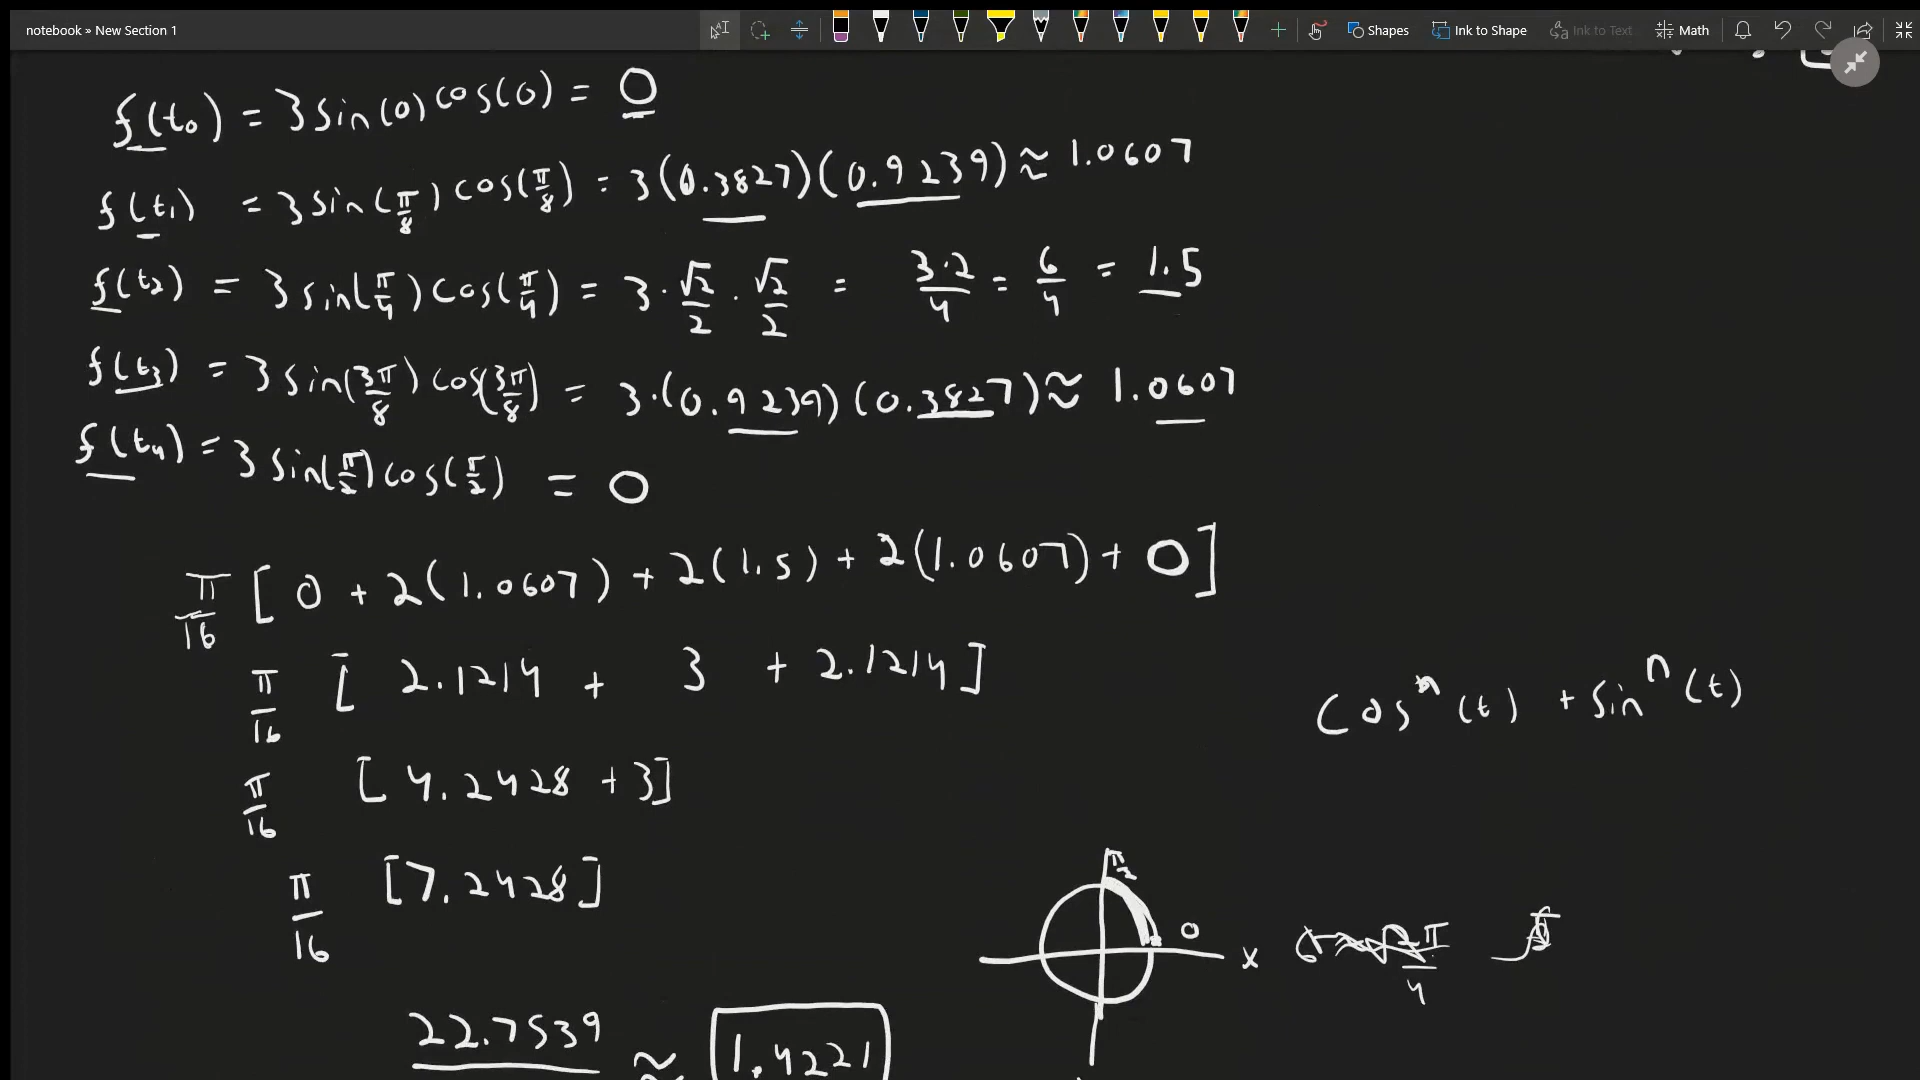 notebook » New Section 1
Shapes Ink to Shape Ink to Text Math
f(t₀) = 3sin(0)cos(0) = 0
f(t₁) = 3sin(π/8)cos(π/8) = 3(0.3827)(0.9239) ≈ 1.0607
f(t₂) = 3sin(π/4)cos(π/4) = 3·√2/2·√2/2 = 3·2/4 = 6/4 = 1.5
f(t₃) = 3sin(3π/8)cos(3π/8) = 3·(0.9239)(0.3827) ≈ 1.0607
f(t₄) = 3sin(π/2)cos(π/2) = 0
π/16 [0 + 2(1.0607) + 2(1.5) + 2(1.0607) + 0]
π/16 [2.1214 + 3 + 2.1214]
cosⁿ(t) + sinⁿ(t)
π/16 [4.2428 + 3]
π/16 [7.2428]
π/2
0
x
π/4
22.7539 ≈ 1.4221